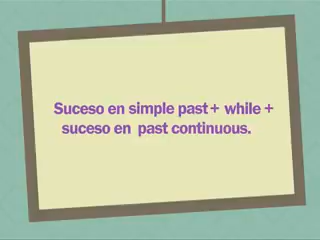 Suceso en simple past + while +
suceso en past continuous.